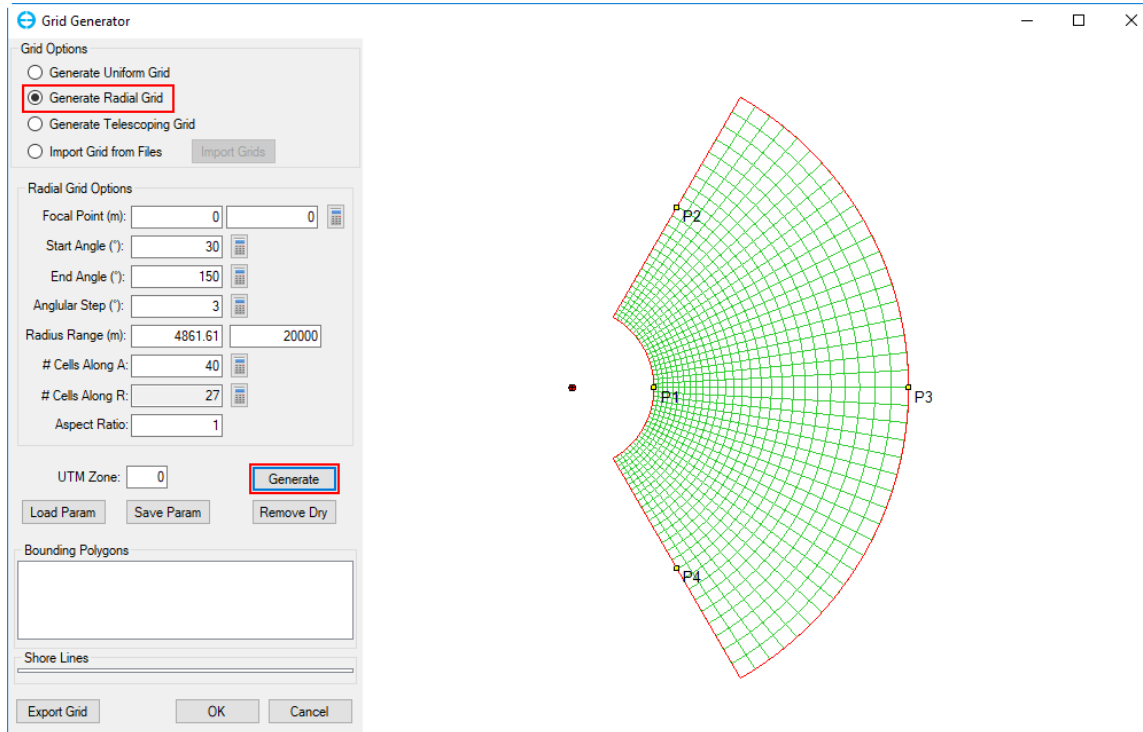 Grid Generator
Grid Options
Generate Uniform Grid
Generate Radial Grid
Generate Telescoping Grid
Import Grid from Files Import Grids
Radial Grid Options
Focal Point (m): 0 0
Start Angle (°): 30
End Angle (°): 150
Anglular Step (°): 3
Radius Range (m): 4861.61 20000
# Cells Along A: 40
# Cells Along R: 27
Aspect Ratio: 1
UTM Zone: 0 Generate
Load Param Save Param Remove Dry
Bounding Polygons
Shore Lines
Export Grid OK Cancel
P2
P1
P3
P4